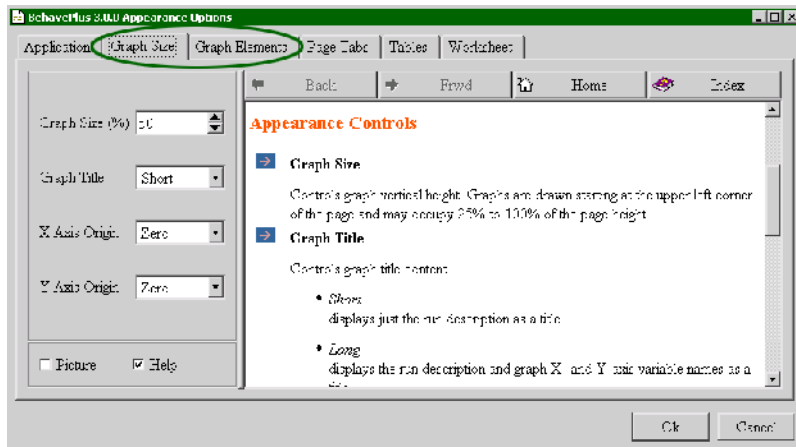 BehavePlus 3.0.0 Appearance Options
Application Graph Size Graph Elements Page Tabs Tables Worksheet
Back Frwd Home Index
Graph Size (%) 50
Graph Title Short
X Axis Origin Zero
Y Axis Origin Zero
Picture Help
Appearance Controls
Graph Size
Controls graph vertical height. Graphs are drawn starting at the upper left corner
of the page and may occupy 25% to 100% of the page height
Graph Title
Controls graph title content
• Short
displays just the run description as a title
• Long
displays the run description and graph X- and Y-axis variable names as a
Ok Cancel